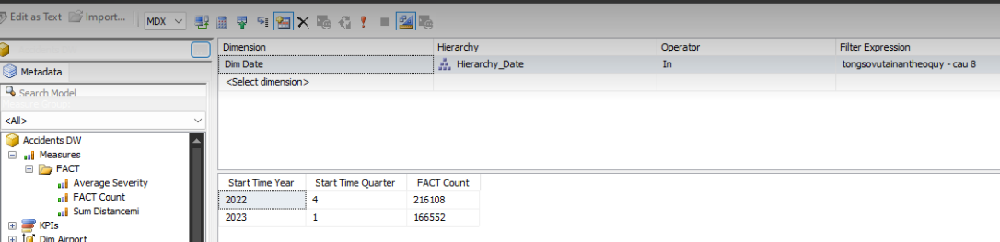 Edit as Text Import... MDX
Dimension Hierarchy Operator Filter Expression
Dim Date Hierarchy_Date In tongsovutainantheoquy - cau 8
<Select dimension>
Metadata
Search Model
<All>
Accidents DW
Measures
FACT
Average Severity
FACT Count
Sum Distancemi
KPIs
Dim Airport
Start Time Year Start Time Quarter FACT Count
2022 4 216108
2023 1 166552